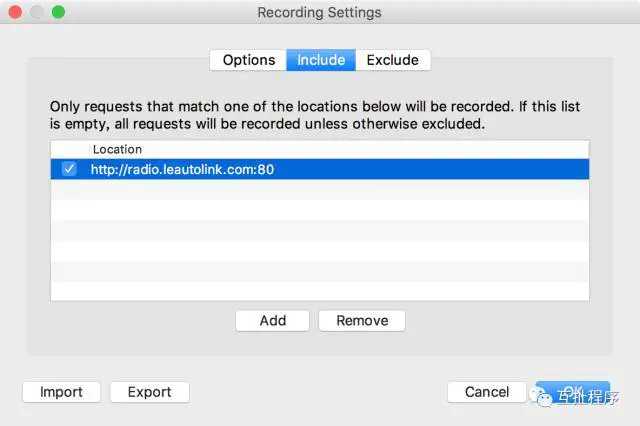 Recording Settings
Options Include Exclude
Only requests that match one of the locations below will be recorded. If this list
is empty, all requests will be recorded unless otherwise excluded.
Location
http://radio.leautolink.com:80
Add Remove
Import Export Cancel OK
互扯程序